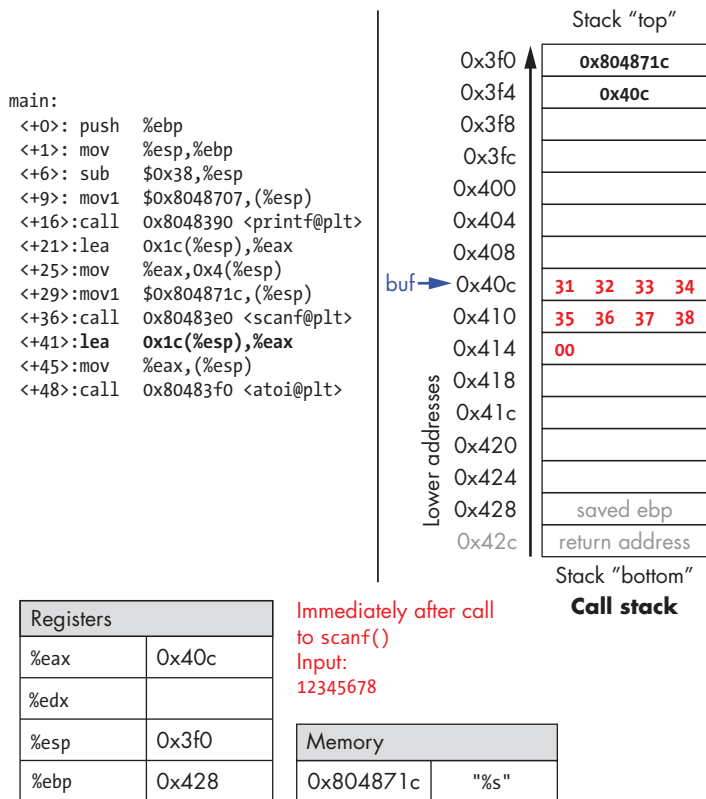 main:
<+0>: push %ebp
<+1>: mov %esp,%ebp
<+6>: sub $0x38,%esp
<+9>: mov1 $0x8048707,(%esp)
<+16>:call 0x8048390 <printf@plt>
<+21>:lea 0x1c(%esp),%eax
<+25>:mov %eax,0x4(%esp)
<+29>:mov1 $0x804871c,(%esp)
<+36>:call 0x80483e0 <scanf@plt>
<+41>:lea 0x1c(%esp),%eax
<+45>:mov %eax,(%esp)
<+48>:call 0x80483f0 <atoi@plt>
Stack “top”
0x3f0 0x804871c
0x3f4 0x40c
0x3f8
0x3fc
0x400
0x404
0x408
buf 0x40c 31 32 33 34
0x410 35 36 37 38
0x414 00
0x418
0x41c
0x420
0x424
0x428 saved ebp
0x42c return address
Lower addresses
Stack ”bottom”
Call stack
Registers
%eax 0x40c
%edx
%esp 0x3f0
%ebp 0x428
Immediately after call
to scanf()
Input:
12345678
Memory
0x804871c "%s"